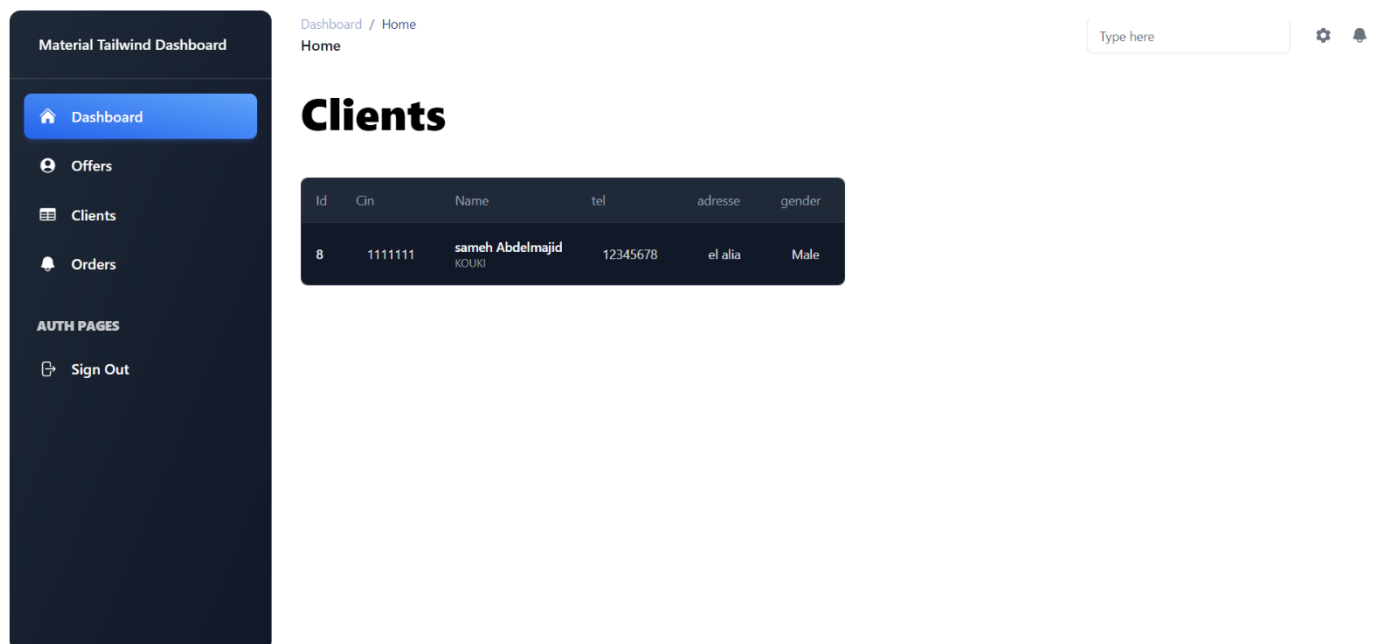 Material Tailwind Dashboard
Dashboard
Offers
Clients
Orders
AUTH PAGES
Sign Out
Dashboard / Home
Home
Type here
Clients
Id Cin Name tel adresse gender
8 1111111 sameh Abdelmajid 12345678 el alia Male
KOUKI